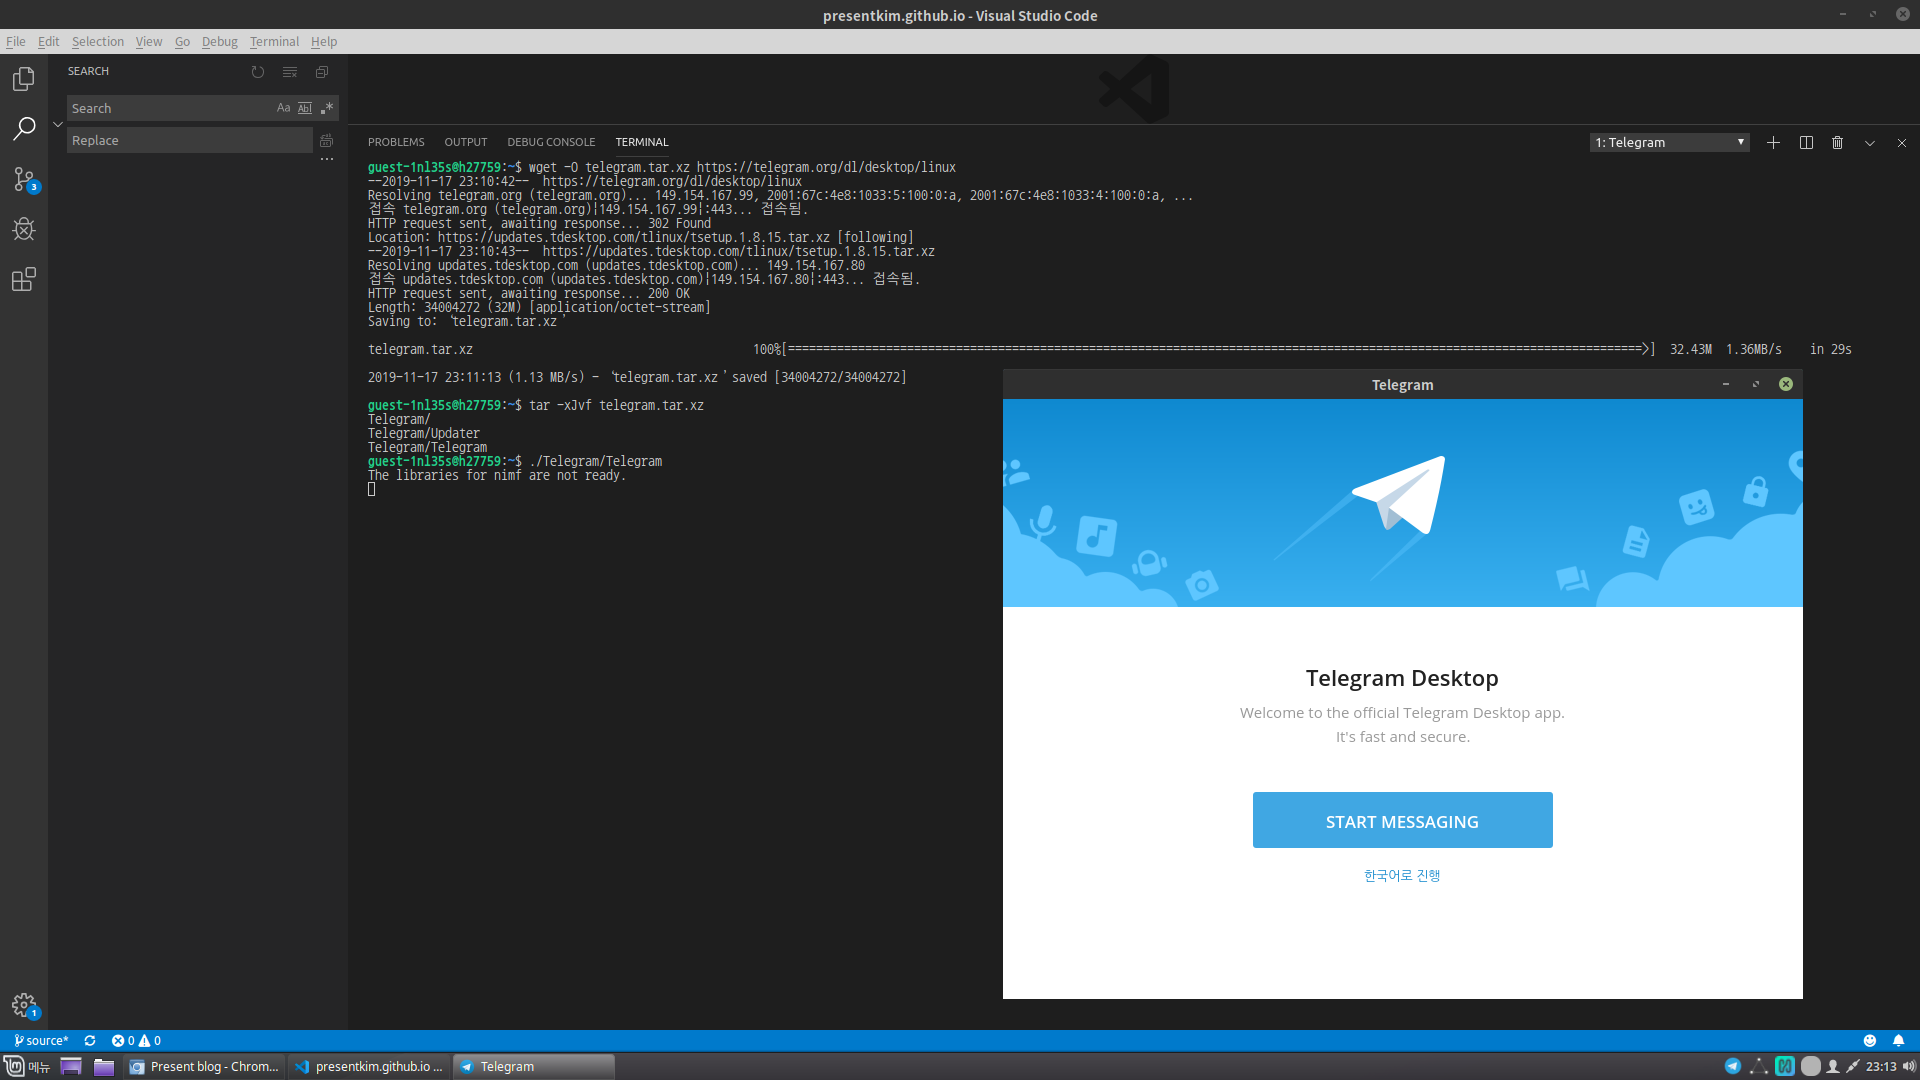 presentkim.github.io - Visual Studio Code
File Edit Selection View Go Debug Terminal Help
SEARCH
Search
Aa Abl .*
Replace
PROBLEMS OUTPUT DEBUG CONSOLE TERMINAL
1: Telegram
guest-1nl35s@h27759:~$ wget -O telegram.tar.xz https://telegram.org/dl/desktop/linux
--2019-11-17 23:10:42--  https://telegram.org/dl/desktop/linux
Resolving telegram.org (telegram.org)... 149.154.167.99, 2001:67c:4e8:1033:5:100:0:a, 2001:67c:4e8:1033:4:100:0:a, ...
접속 telegram.org (telegram.org)|149.154.167.99|:443... 접속됨.
HTTP request sent, awaiting response... 302 Found
Location: https://updates.tdesktop.com/tlinux/tsetup.1.8.15.tar.xz [following]
--2019-11-17 23:10:43--  https://updates.tdesktop.com/tlinux/tsetup.1.8.15.tar.xz
Resolving updates.tdesktop.com (updates.tdesktop.com)... 149.154.167.80
접속 updates.tdesktop.com (updates.tdesktop.com)|149.154.167.80|:443... 접속됨.
HTTP request sent, awaiting response... 200 OK
Length: 34004272 (32M) [application/octet-stream]
Saving to: ‘telegram.tar.xz’
telegram.tar.xz 100%[==========================================================================================================================>] 32.43M 1.36MB/s in 29s
2019-11-17 23:11:13 (1.13 MB/s) - ‘telegram.tar.xz’ saved [34004272/34004272]
guest-1nl35s@h27759:~$ tar -xJvf telegram.tar.xz
Telegram/
Telegram/Updater
Telegram/Telegram
guest-1nl35s@h27759:~$ ./Telegram/Telegram
The libraries for nimf are not ready.
Telegram
Telegram Desktop
Welcome to the official Telegram Desktop app.
It's fast and secure.
START MESSAGING
한국어로 진행
3
1
source* 0 0
메뉴 Present blog - Chrom... presentkim.github.io ... Telegram 23:13